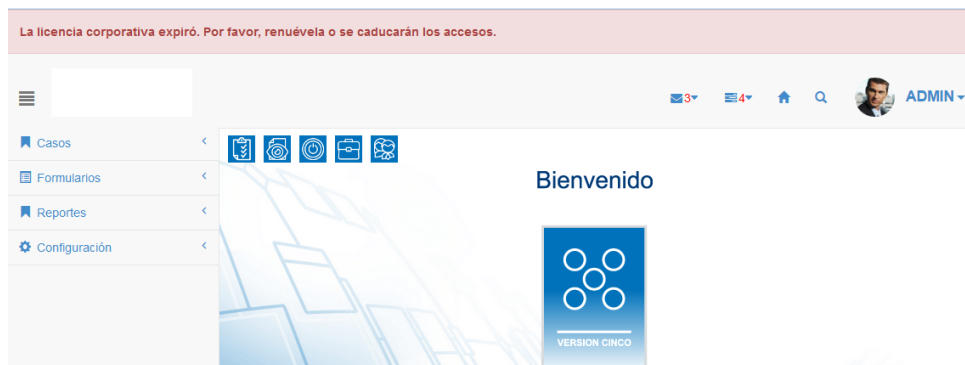 La licencia corporativa expiró. Por favor, renuévela o se caducarán los accesos.
3 4 ADMIN
Casos
Formularios
Reportes
Configuración
Bienvenido
VERSION CINCO